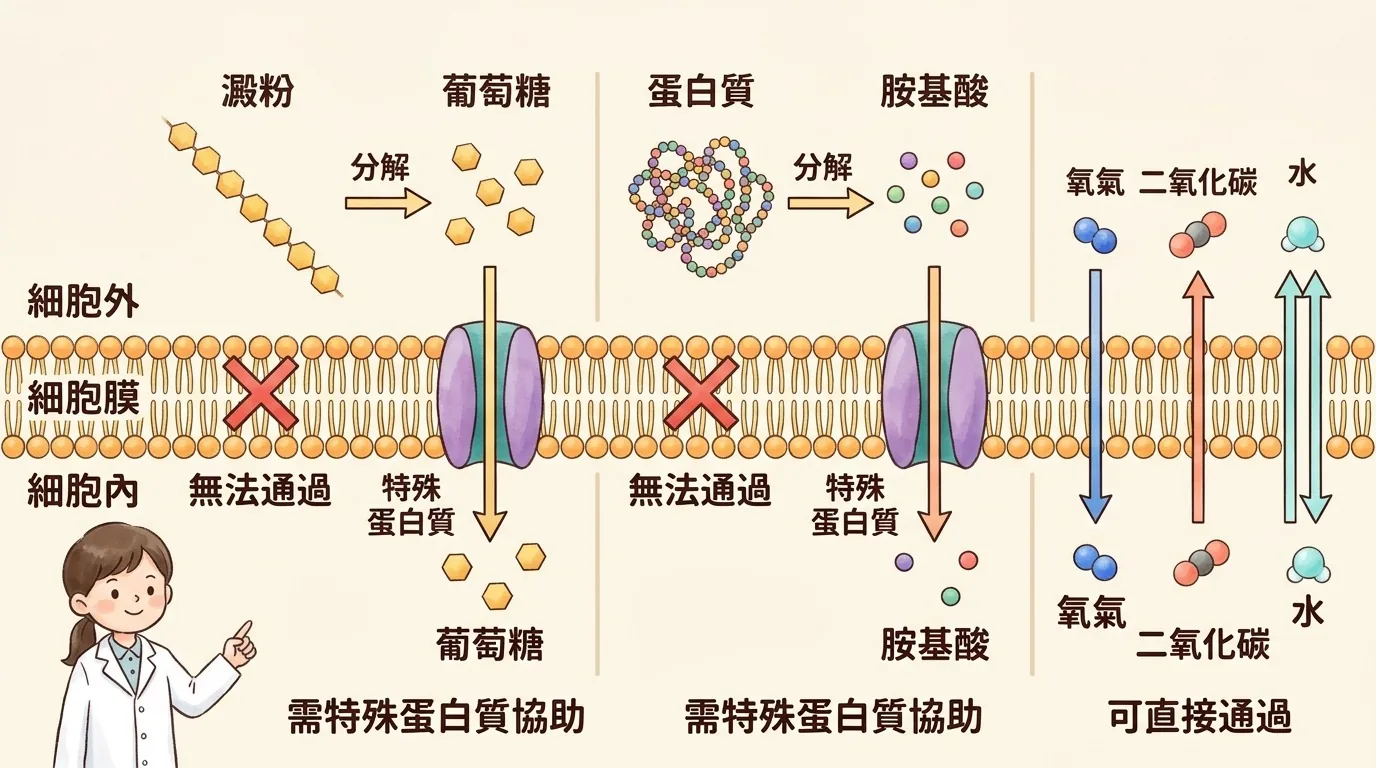 澱粉
葡萄糖
分解
蛋白質
胺基酸
分解
氧氣
二氧化碳
水
細胞外
細胞膜
細胞內
無法通過
特殊
蛋白質
無法通過
特殊
蛋白質
葡萄糖
胺基酸
氧氣
二氧化碳
水
需特殊蛋白質協助
需特殊蛋白質協助
可直接通過